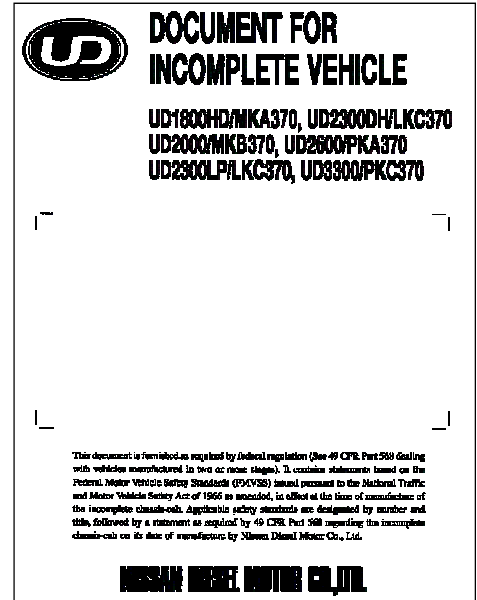 UD
DOCUMENT FOR
INCOMPLETE VEHICLE
UD1800HD/MKA370, UD2300DH/LKC370
UD2000/MKB370, UD2600/PKA370
UD2300LP/LKC370, UD3300/PKC370
This document is furnished as required by federal regulation (See 49 CFR Part 568 dealing
with vehicles manufactured in two or more stages). It contains statements based on the
Federal Motor Vehicle Safety Standards (FMVSS) issued pursuant to the National Traffic
and Motor Vehicle Safety Act of 1966 as amended, in effect at the time of manufacture of
the incomplete chassis-cab. Applicable safety standards are designated by number and
title, followed by a statement as required by 49 CFR Part 568 regarding the incomplete
chassis-cab on its date of manufacture by Nissan Diesel Motor Co., Ltd.
NISSAN DIESEL MOTOR CO.,LTD.